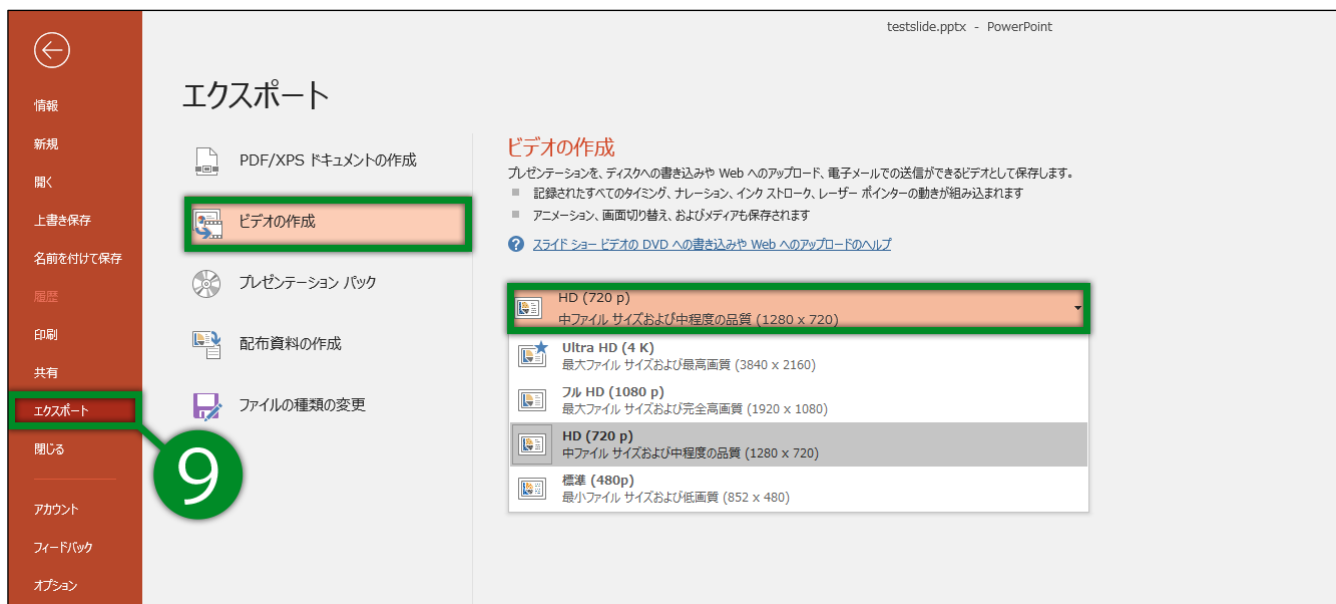 testslide.pptx - PowerPoint
情報
新規
開く
上書き保存
名前を付けて保存
履歴
印刷
共有
エクスポート
閉じる
アカウント
フィードバック
オプション
9
エクスポート
PDF/XPS ドキュメントの作成
ビデオの作成
プレゼンテーション パック
配布資料の作成
ファイルの種類の変更
ビデオの作成
プレゼンテーションを、ディスクへの書き込みや Web へのアップロード、電子メールでの送信ができるビデオとして保存します。
記録されたすべてのタイミング、ナレーション、インク ストローク、レーザー ポインターの動きが組み込まれます
アニメーション、画面切り替え、およびメディアも保存されます
スライド ショー ビデオの DVD への書き込みや Web へのアップロードのヘルプ
HD (720 p)
中ファイル サイズおよび中程度の品質 (1280 x 720)
Ultra HD (4 K)
最大ファイル サイズおよび最高画質 (3840 x 2160)
フル HD (1080 p)
最大ファイル サイズおよび完全高画質 (1920 x 1080)
HD (720 p)
中ファイル サイズおよび中程度の品質 (1280 x 720)
標準 (480p)
最小ファイル サイズおよび低画質 (852 x 480)